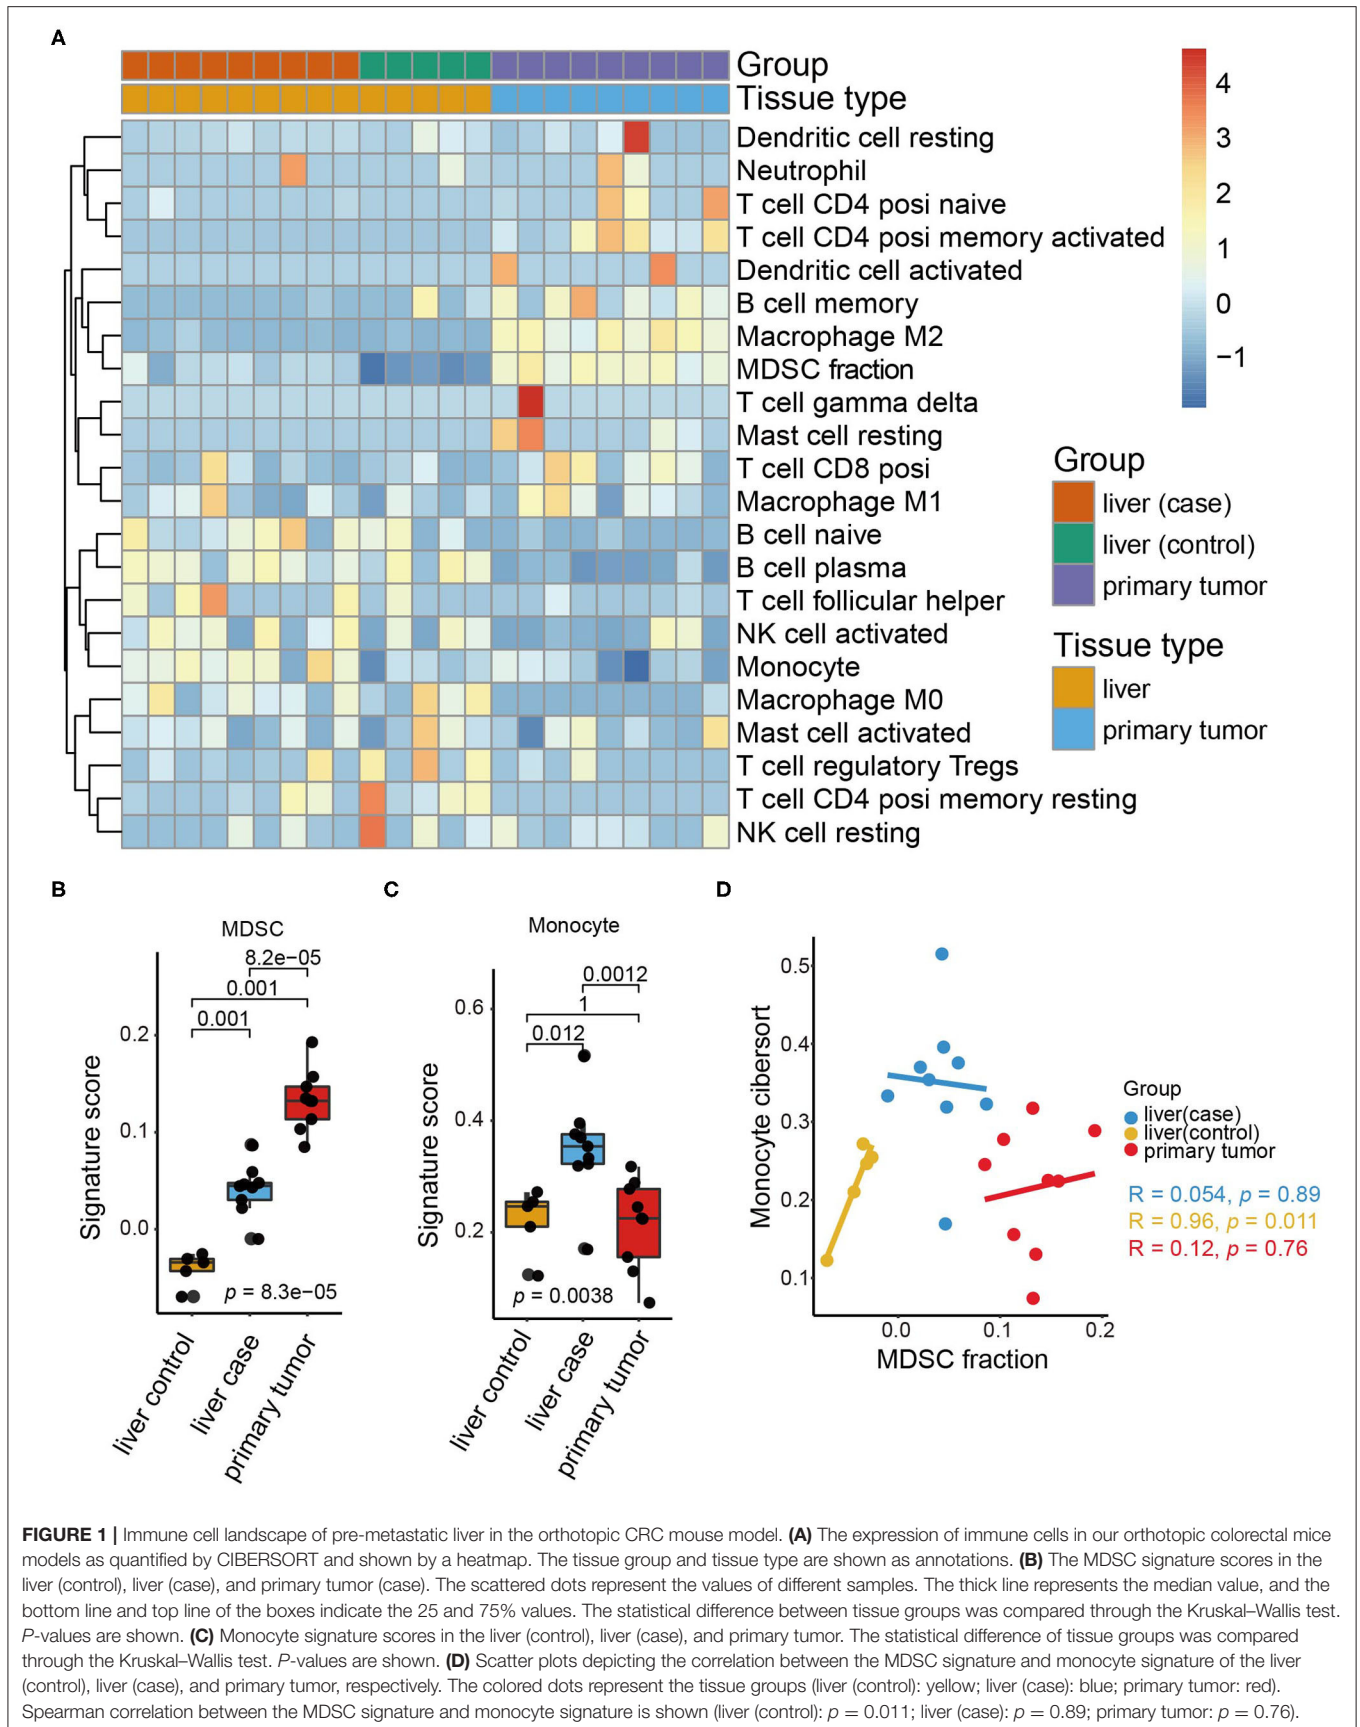 A
Group
Tissue type
Dendritic cell resting
Neutrophil
T cell CD4 posi naive
T cell CD4 posi memory activated
Dendritic cell activated
B cell memory
Macrophage M2
MDSC fraction
T cell gamma delta
Mast cell resting
T cell CD8 posi
Macrophage M1
B cell naive
B cell plasma
T cell follicular helper
NK cell activated
Monocyte
Macrophage M0
Mast cell activated
T cell regulatory Tregs
T cell CD4 posi memory resting
NK cell resting
4
3
2
1
0
−1
Group
liver (case)
liver (control)
primary tumor
Tissue type
liver
primary tumor
B
MDSC
8.2e−05
0.001
0.001
0.2
0.1
0.0
Signature score
p = 8.3e−05
liver control
liver case
primary tumor
C
Monocyte
0.0012
1
0.012
0.6
0.4
0.2
Signature score
p = 0.0038
liver control
liver case
primary tumor
D
0.5
0.4
0.3
0.2
0.1
Monocyte cibersort
0.0
0.1
0.2
MDSC fraction
Group
liver(case)
liver(control)
primary tumor
R = 0.054, p = 0.89
R = 0.96, p = 0.011
R = 0.12, p = 0.76
FIGURE 1 | Immune cell landscape of pre-metastatic liver in the orthotopic CRC mouse model. (A) The expression of immune cells in our orthotopic colorectal mice
models as quantified by CIBERSORT and shown by a heatmap. The tissue group and tissue type are shown as annotations. (B) The MDSC signature scores in the
liver (control), liver (case), and primary tumor (case). The scattered dots represent the values of different samples. The thick line represents the median value, and the
bottom line and top line of the boxes indicate the 25 and 75% values. The statistical difference between tissue groups was compared through the Kruskal–Wallis test.
P-values are shown. (C) Monocyte signature scores in the liver (control), liver (case), and primary tumor. The statistical difference of tissue groups was compared
through the Kruskal–Wallis test. P-values are shown. (D) Scatter plots depicting the correlation between the MDSC signature and monocyte signature of the liver
(control), liver (case), and primary tumor, respectively. The colored dots represent the tissue groups (liver (control): yellow; liver (case): blue; primary tumor: red).
Spearman correlation between the MDSC signature and monocyte signature is shown (liver (control): p = 0.011; liver (case): p = 0.89; primary tumor: p = 0.76).